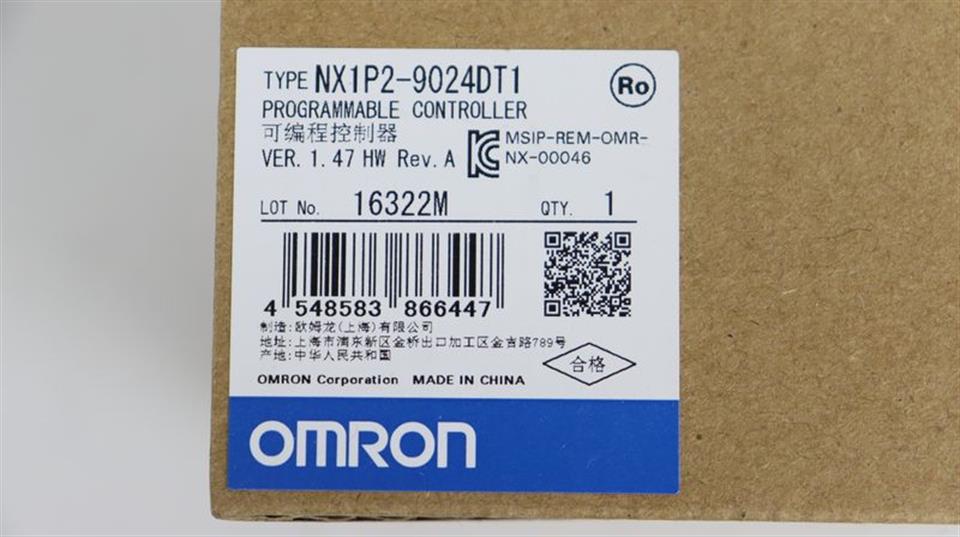 TYPE NX1P2-9024DT1
Ro
PROGRAMMABLE CONTROLLER
可编程控制器
VER. 1.47 HW Rev. A
MSIP-REM-OMR-
NX-00046
LOT No. 16322M QTY. 1
4 548583 866447
制造:欧姆龙(上海)有限公司
地址:上海市浦东新区金桥出口加工区金吉路789号
产地:中华人民共和国
合格
OMRON Corporation MADE IN CHINA
OMRON